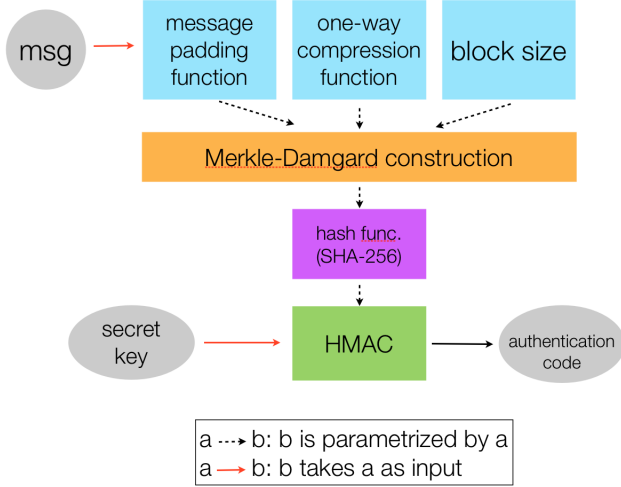 msg
message
padding
function
one-way
compression
function
block size
Merkle-Damgard construction
hash func.
(SHA-256)
secret
key
HMAC
authentication
code
a b: b is parametrized by a
a b: b takes a as input